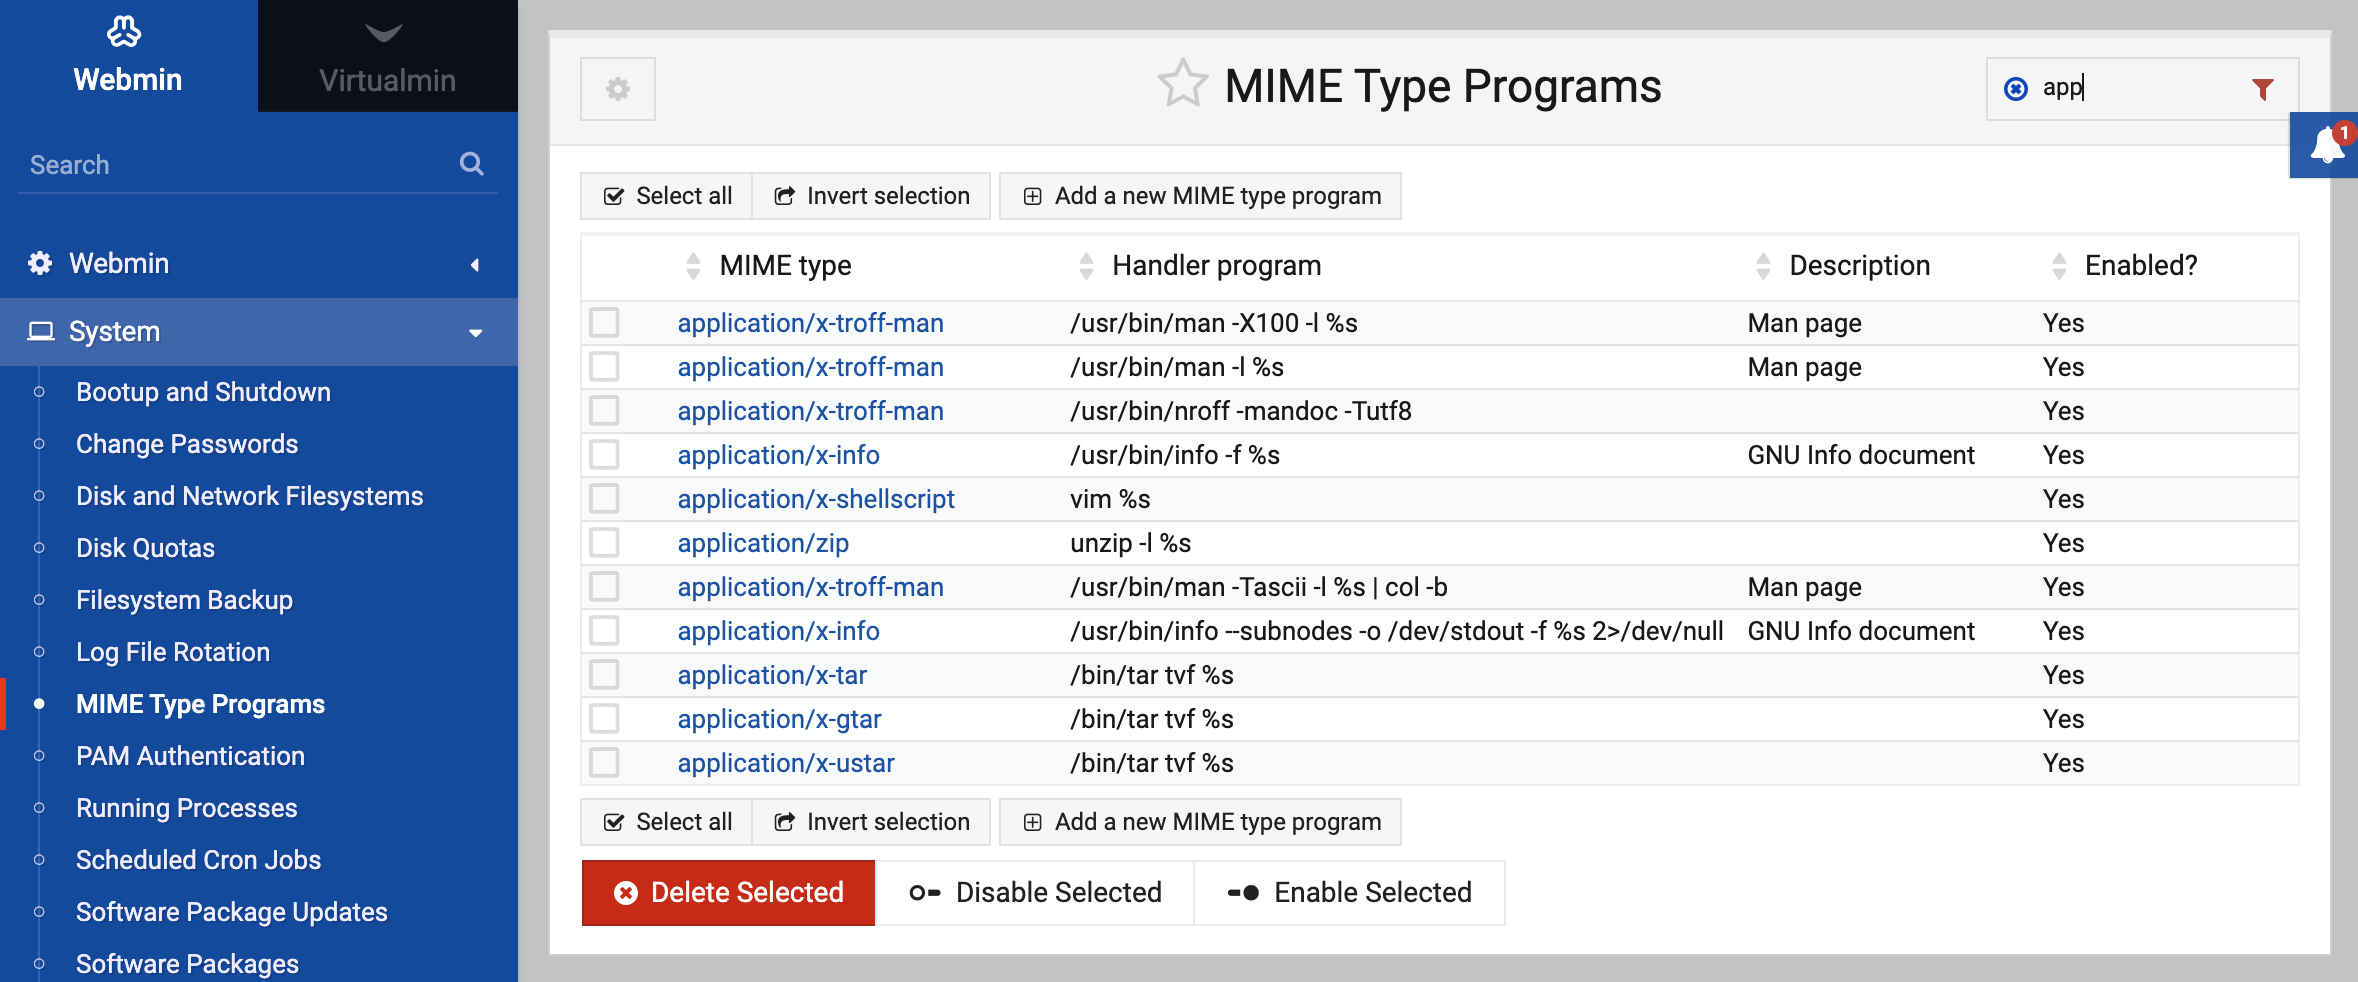 Webmin
Virtualmin
Search
Webmin
System
Bootup and Shutdown
Change Passwords
Disk and Network Filesystems
Disk Quotas
Filesystem Backup
Log File Rotation
MIME Type Programs
PAM Authentication
Running Processes
Scheduled Cron Jobs
Software Package Updates
Software Packages
MIME Type Programs
app
1
Select all Invert selection Add a new MIME type program
MIME type Handler program Description Enabled?
application/x-troff-man /usr/bin/man -X100 -l %s Man page Yes
application/x-troff-man /usr/bin/man -l %s Man page Yes
application/x-troff-man /usr/bin/nroff -mandoc -Tutf8 Yes
application/x-info /usr/bin/info -f %s GNU Info document Yes
application/x-shellscript vim %s Yes
application/zip unzip -l %s Yes
application/x-troff-man /usr/bin/man -Tascii -l %s | col -b Man page Yes
application/x-info /usr/bin/info --subnodes -o /dev/stdout -f %s 2>/dev/null GNU Info document Yes
application/x-tar /bin/tar tvf %s Yes
application/x-gtar /bin/tar tvf %s Yes
application/x-ustar /bin/tar tvf %s Yes
Select all Invert selection Add a new MIME type program
Delete Selected Disable Selected Enable Selected